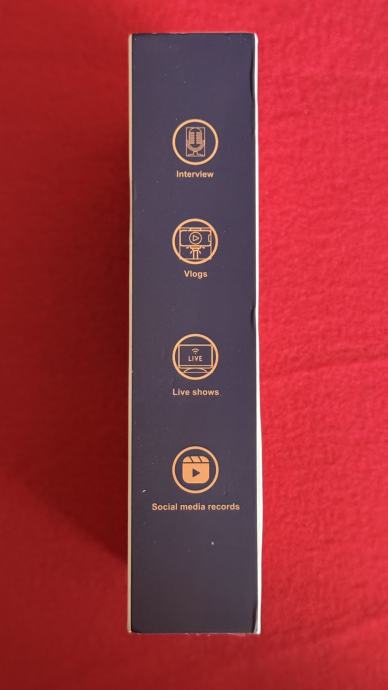 Interview
Vlogs
LIVE
Live shows
Social media records